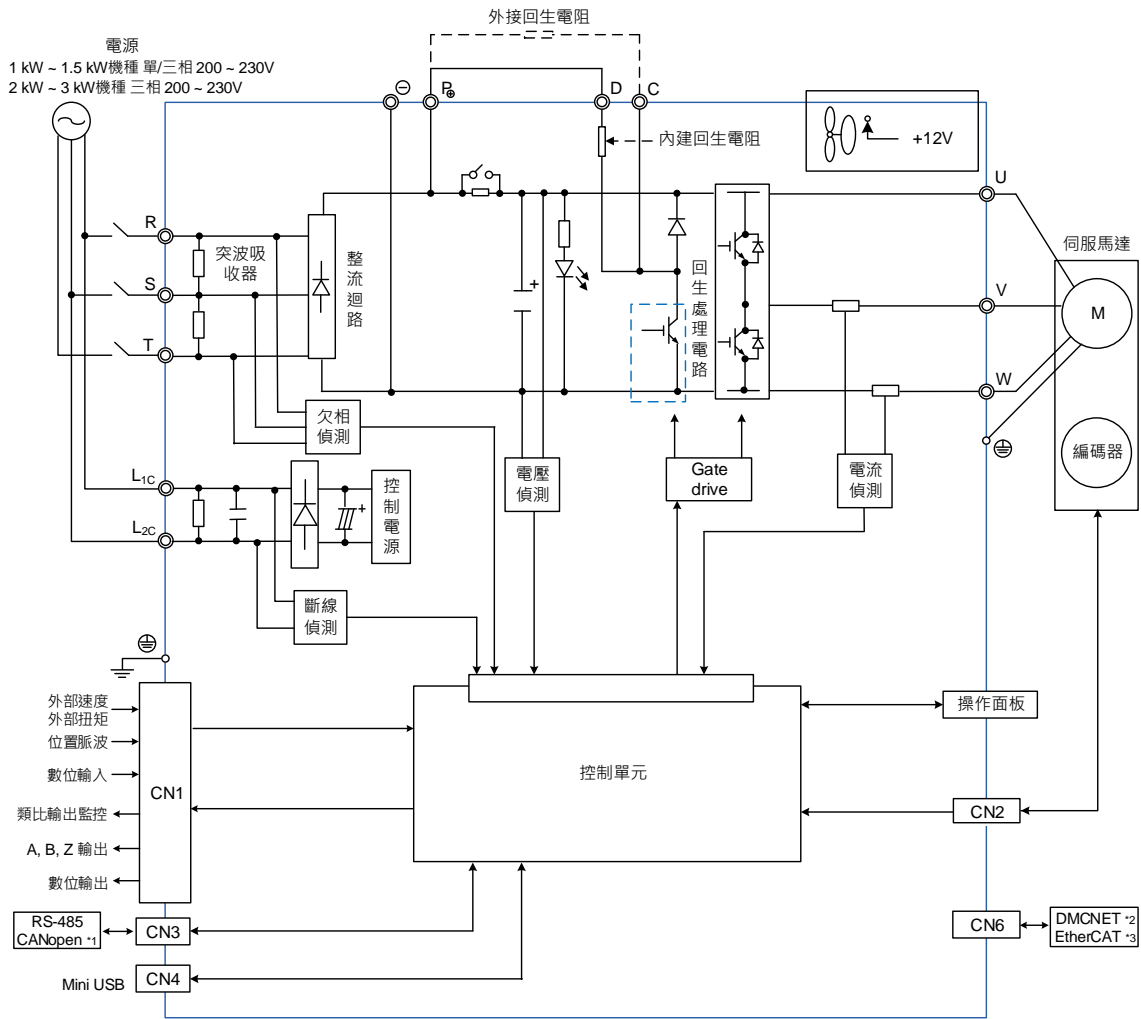 外接回生電阻
電源
1 kW ~ 1.5 kW機種 單/三相 200 ~ 230V
2 kW ~ 3 kW機種 三相 200 ~ 230V
⊖
P⊕
D
C
內建回生電阻
+12V
U
R
突波吸
收器
整流迴路
回生處理電路
伺服馬達
S
+
V
M
T
W
欠相
偵測
電壓
偵測
Gate
drive
電流
偵測
編碼器
L1C
控制電源
+
L2C
斷線
偵測
外部速度
外部扭矩
位置脈波
數位輸入
類比輸出監控
A, B, Z 輸出
數位輸出
CN1
控制單元
操作面板
CN2
RS-485
CANopen *1
CN3
CN6
DMCNET *2
EtherCAT *3
Mini USB
CN4